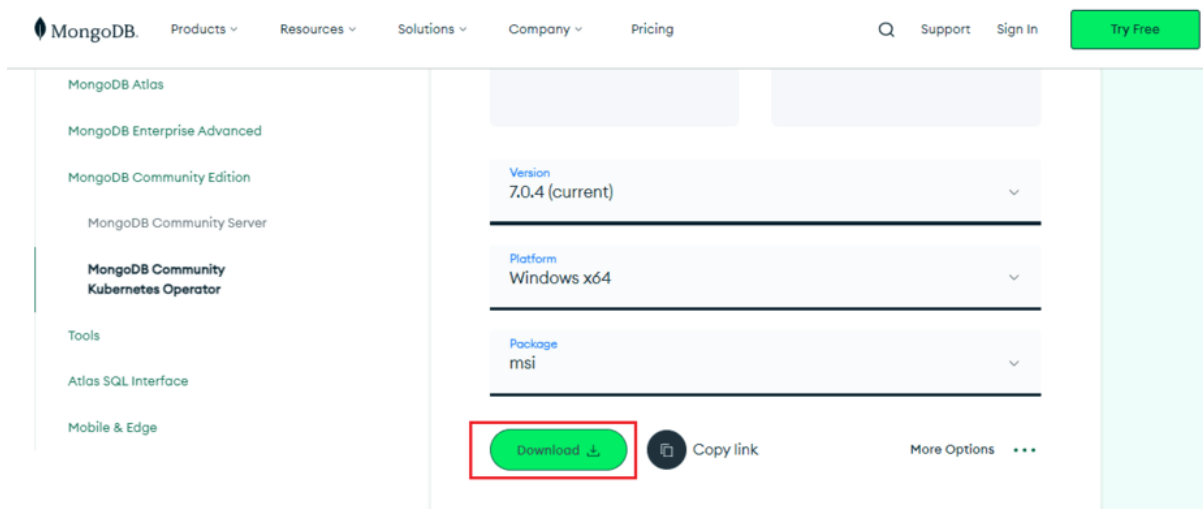 MongoDB. Products Resources Solutions Company Pricing Support Sign In Try Free
MongoDB Atlas
MongoDB Enterprise Advanced
MongoDB Community Edition
MongoDB Community Server
MongoDB Community
Kubernetes Operator
Tools
Atlas SQL Interface
Mobile & Edge
Version
7.0.4 (current)
Platform
Windows x64
Package
msi
Download Copy link More Options